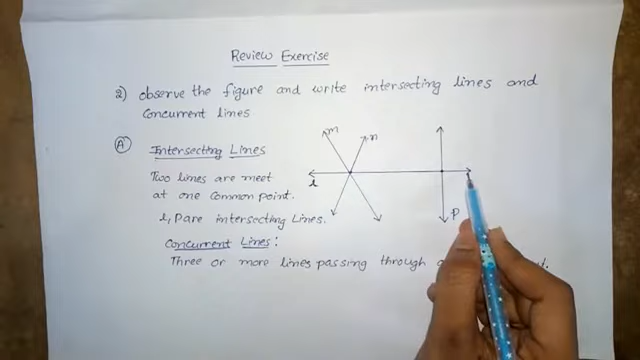 Review Exercise
2) Observe the figure and write intersecting lines and
Concurrent lines
A) Intersecting Lines
m
n
Two lines are meet
l
at one Common point.
l, p are intersecting Lines.
p
Concurrent Lines:
Three or more lines passing through